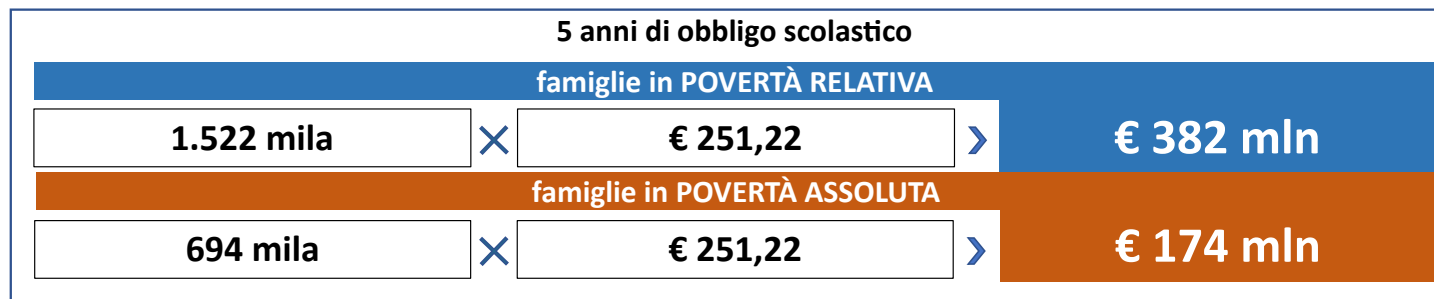 5 anni di obbligo scolastico
famiglie in POVERTÀ RELATIVA
1.522 mila × € 251,22 € 382 mln
famiglie in POVERTÀ ASSOLUTA
694 mila × € 251,22 € 174 mln